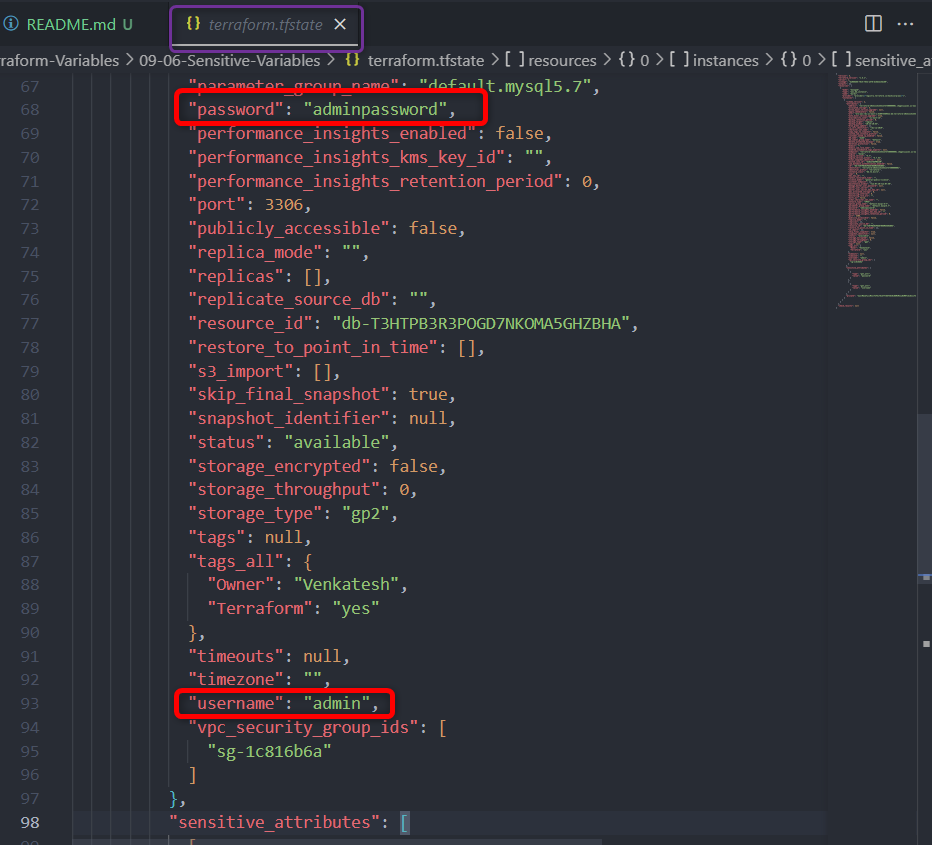 README.md U
{} terraform.tfstate ×
raform-Variables > 09-06-Sensitive-Variables > {} terraform.tfstate > [ ] resources > {} 0 > [ ] instances > {} 0 > [ ] sensitive_a
67 "parameter_group_name": "default.mysql5.7",
68 "password": "adminpassword",
69 "performance_insights_enabled": false,
70 "performance_insights_kms_key_id": "",
71 "performance_insights_retention_period": 0,
72 "port": 3306,
73 "publicly_accessible": false,
74 "replica_mode": "",
75 "replicas": [],
76 "replicate_source_db": "",
77 "resource_id": "db-T3HTPB3R3POGD7NKOMA5GHZBHA",
78 "restore_to_point_in_time": [],
79 "s3_import": [],
80 "skip_final_snapshot": true,
81 "snapshot_identifier": null,
82 "status": "available",
83 "storage_encrypted": false,
84 "storage_throughput": 0,
85 "storage_type": "gp2",
86 "tags": null,
87 "tags_all": {
88 "Owner": "Venkatesh",
89 "Terraform": "yes"
90 },
91 "timeouts": null,
92 "timezone": "",
93 "username": "admin",
94 "vpc_security_group_ids": [
95 "sg-1c816b6a"
96 ]
97 },
98 "sensitive_attributes": [